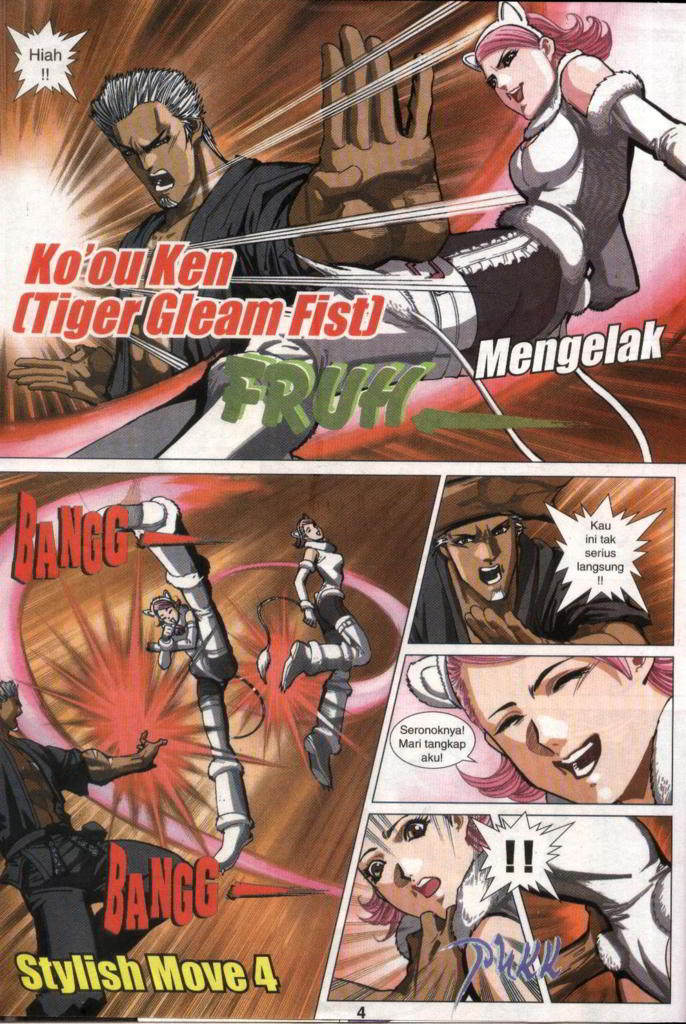 Hiah
!!
Ko'ou Ken
(Tiger Gleam Fist)
FRUH
Mengelak
BANGG
BANGG
Stylish Move 4
Kau
ini tak
serius
langsung
!!
Seronoknya!
Mari tangkap
aku!
!!
PUKK
4